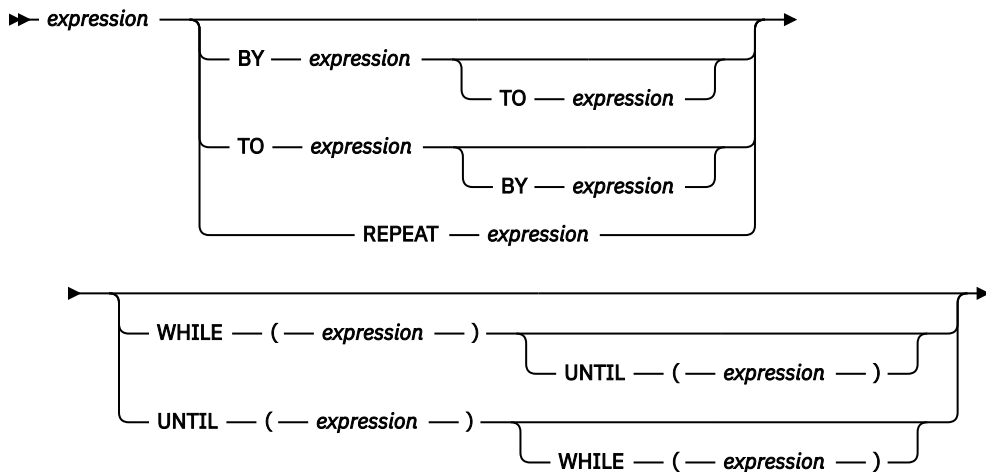 expression
BY expression
TO expression
TO expression
BY expression
REPEAT expression
WHILE ( expression )
UNTIL ( expression )
UNTIL ( expression )
WHILE ( expression )